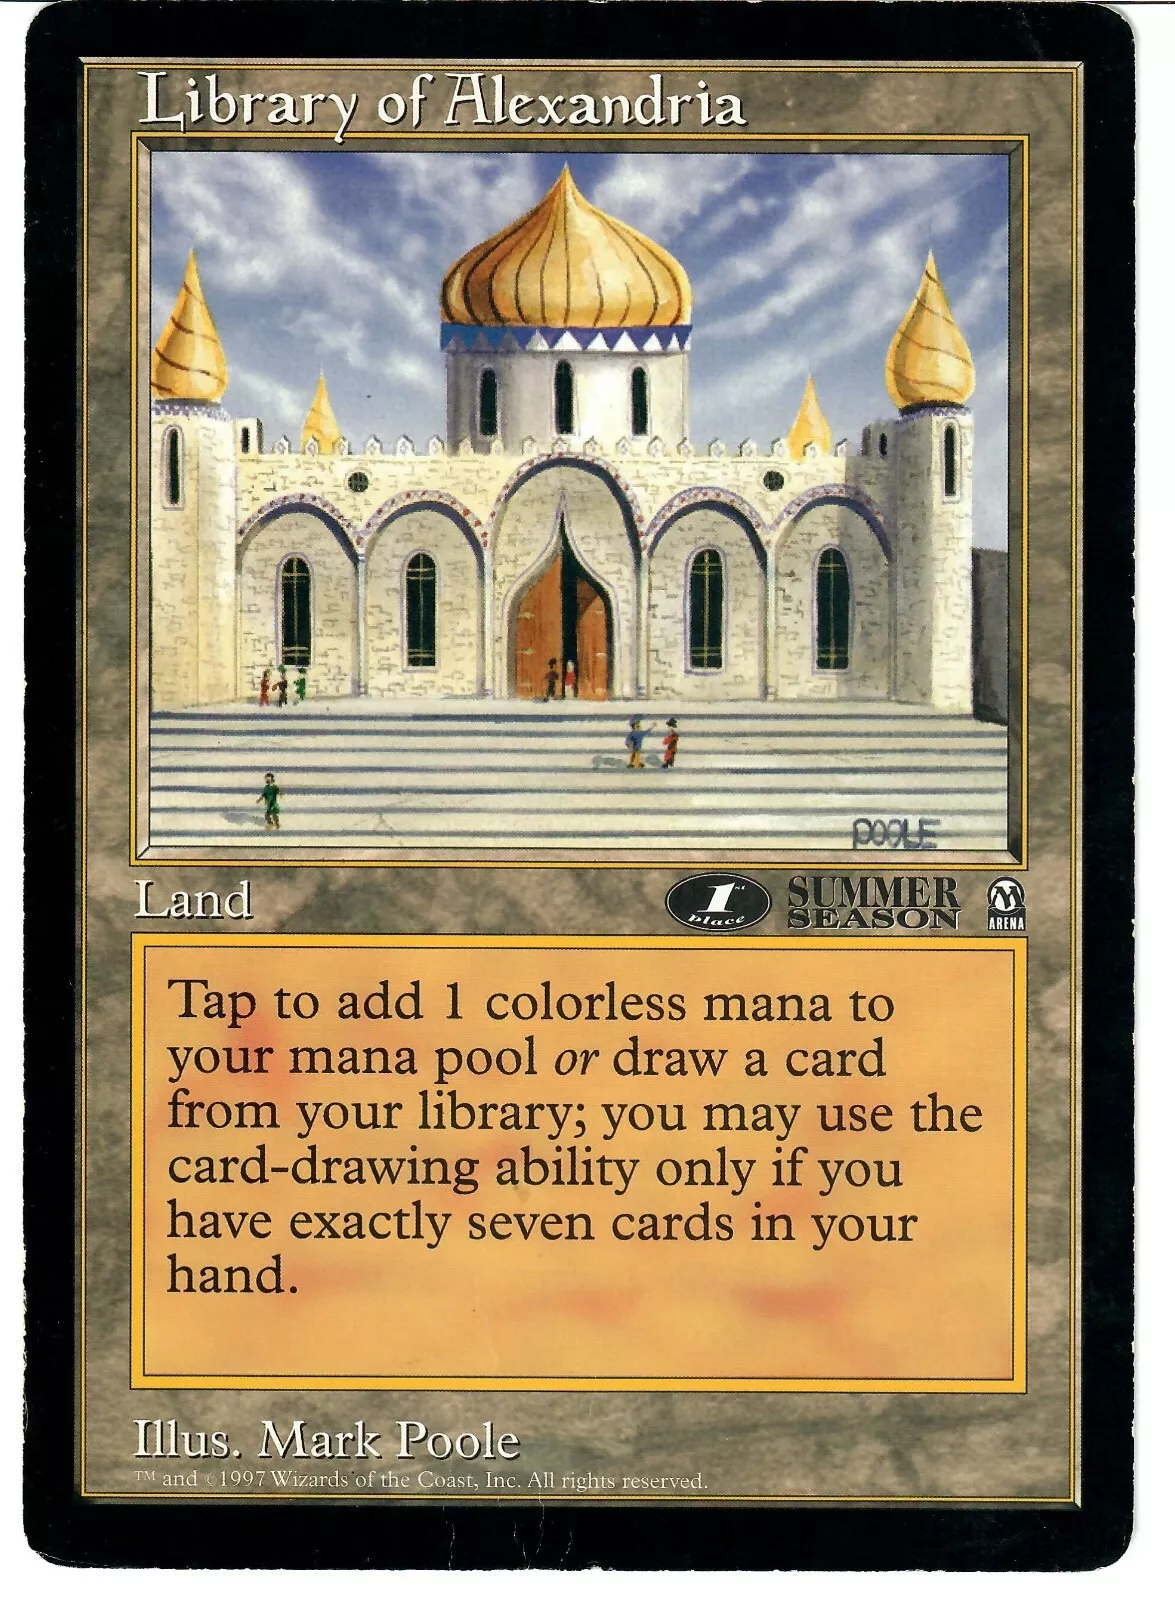 Library of Alexandria
POOLE
Land
1st place
SUMMER SEASON
M
ARENA
Tap to add 1 colorless mana to
your mana pool or draw a card
from your library; you may use the
card-drawing ability only if you
have exactly seven cards in your
hand.
Illus. Mark Poole
™ and © 1997 Wizards of the Coast, Inc. All rights reserved.